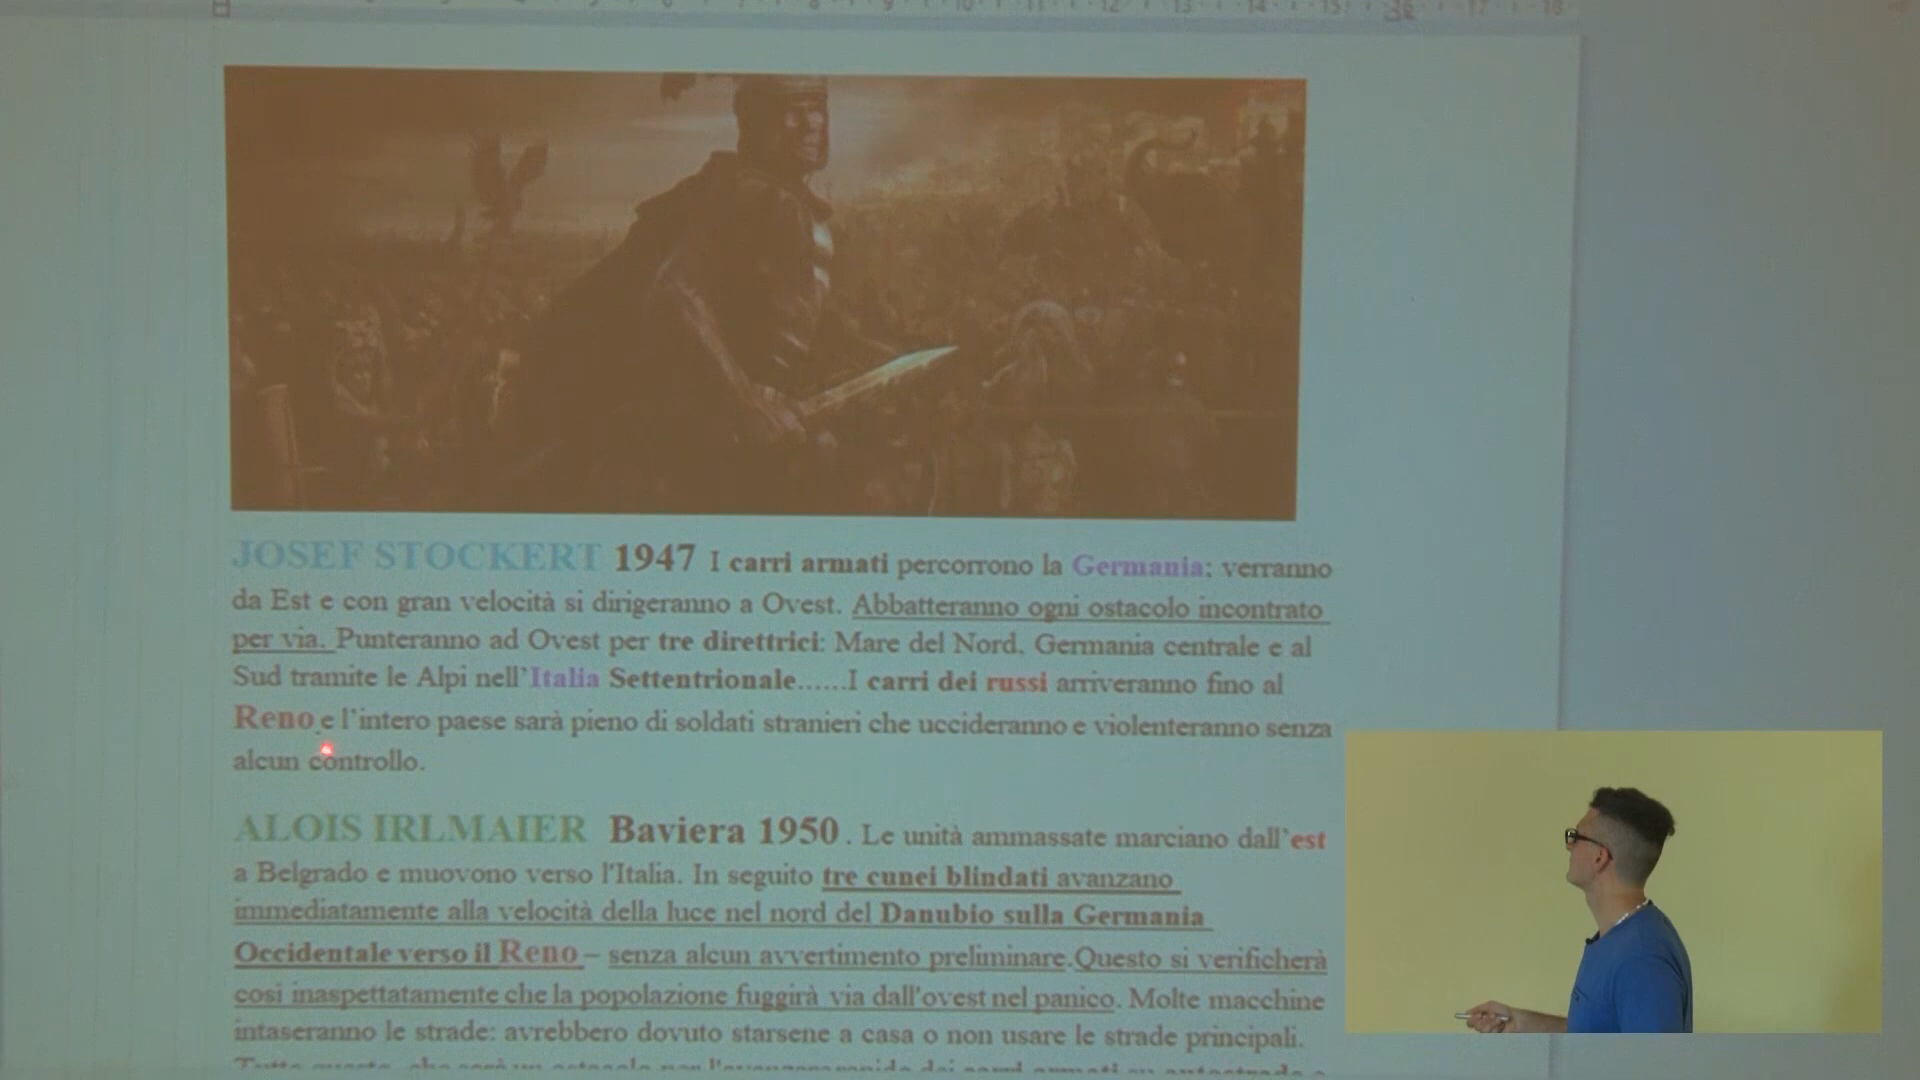 JOSEF STOCKERT 1947 I carri armati percorrono la Germania; verranno
da Est e con gran velocità si dirigeranno a Ovest. Abbatteranno ogni ostacolo incontrato
per via. Punteranno ad Ovest per tre direttrici: Mare del Nord, Germania centrale e al
Sud tramite le Alpi nell'Italia Settentrionale......I carri dei russi arriveranno fino al
Reno e l'intero paese sarà pieno di soldati stranieri che uccideranno e violenteranno senza
alcun controllo.
ALOIS IRLMAIER Baviera 1950. Le unità ammassate marciano dall'est
a Belgrado e muovono verso l'Italia. In seguito tre cunei blindati avanzano
immediatamente alla velocità della luce nel nord del Danubio sulla Germania
Occidentale verso il Reno – senza alcun avvertimento preliminare.Questo si verificherà
così inaspettatamente che la popolazione fuggirà via dall'ovest nel panico. Molte macchine
intaseranno le strade: avrebbero dovuto starsene a casa o non usare le strade principali.